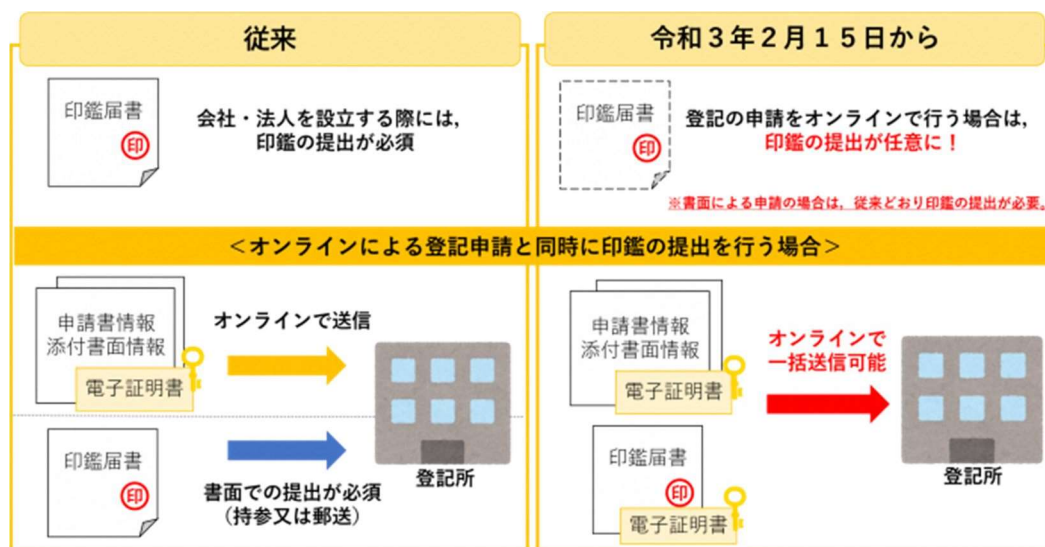 従来
印鑑届書
印
会社・法人を設立する際には,
印鑑の提出が必須
令和3年2月15日から
印鑑届書
印
登記の申請をオンラインで行う場合は,
印鑑の提出が任意に!
※書面による申請の場合は,従来どおり印鑑の提出が必要。
<オンラインによる登記申請と同時に印鑑の提出を行う場合>
申請書情報
添付書面情報
電子証明書
オンラインで送信
印鑑届書
印
書面での提出が必須
(持参又は郵送)
登記所
申請書情報
添付書面情報
電子証明書
オンラインで
一括送信可能
印鑑届書
印
電子証明書
登記所